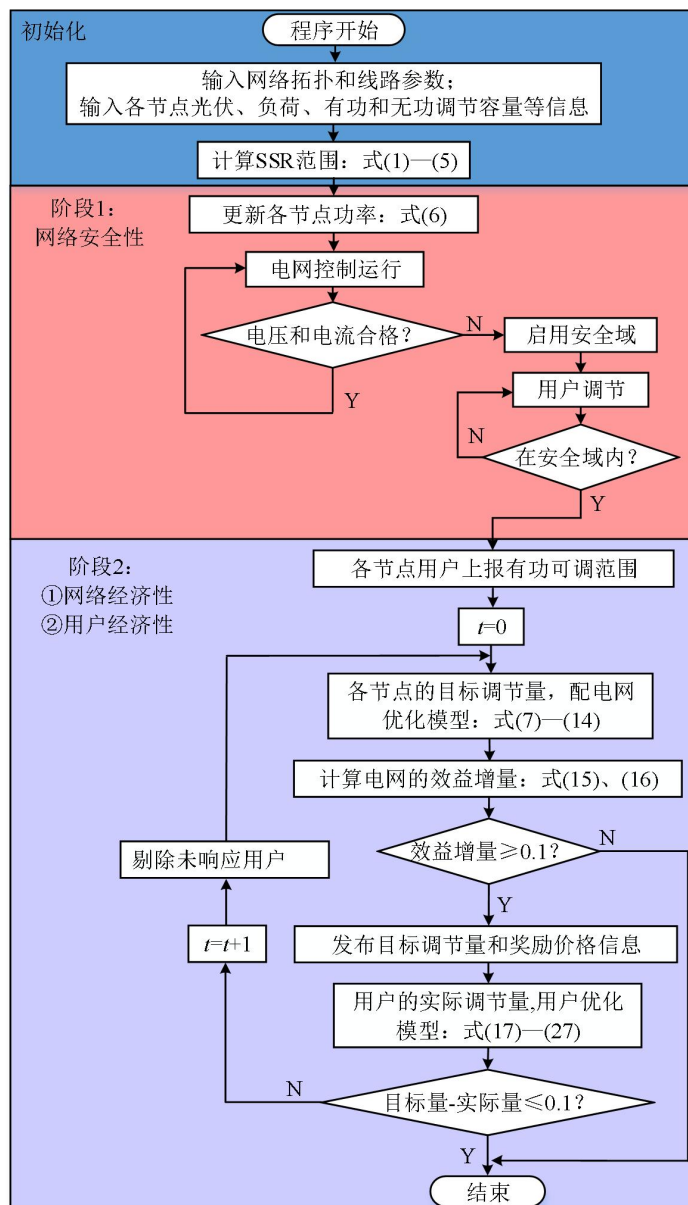 初始化
程序开始
输入网络拓扑和线路参数；
输入各节点光伏、负荷、有功和无功调节容量等信息
计算SSR范围：式(1)—(5)
阶段1：
网络安全性
更新各节点功率：式(6)
电网控制运行
电压和电流合格？
N
Y
启用安全域
用户调节
N
在安全域内？
Y
阶段2：
①网络经济性
②用户经济性
各节点用户上报有功可调范围
t=0
各节点的目标调节量，配电网
优化模型：式(7)—(14)
计算电网的效益增量：式(15)、(16)
效益增量≥0.1？
N
Y
剔除未响应用户
t=t+1
发布目标调节量和奖励价格信息
用户的实际调节量,用户优化
模型：式(17)—(27)
N
目标量-实际量≤0.1？
Y
结束